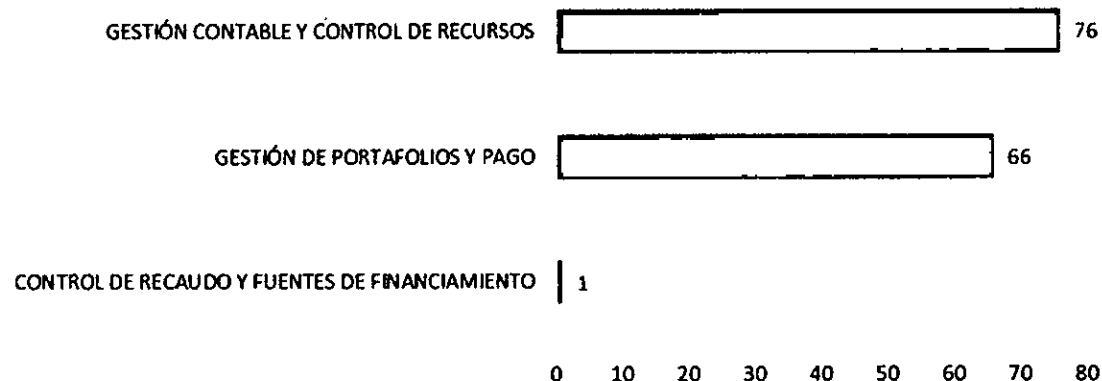 GESTIÓN CONTABLE Y CONTROL DE RECURSOS 76
GESTIÓN DE PORTAFOLIOS Y PAGO 66
CONTROL DE RECAUDO Y FUENTES DE FINANCIAMIENTO 1
0 10 20 30 40 50 60 70 80